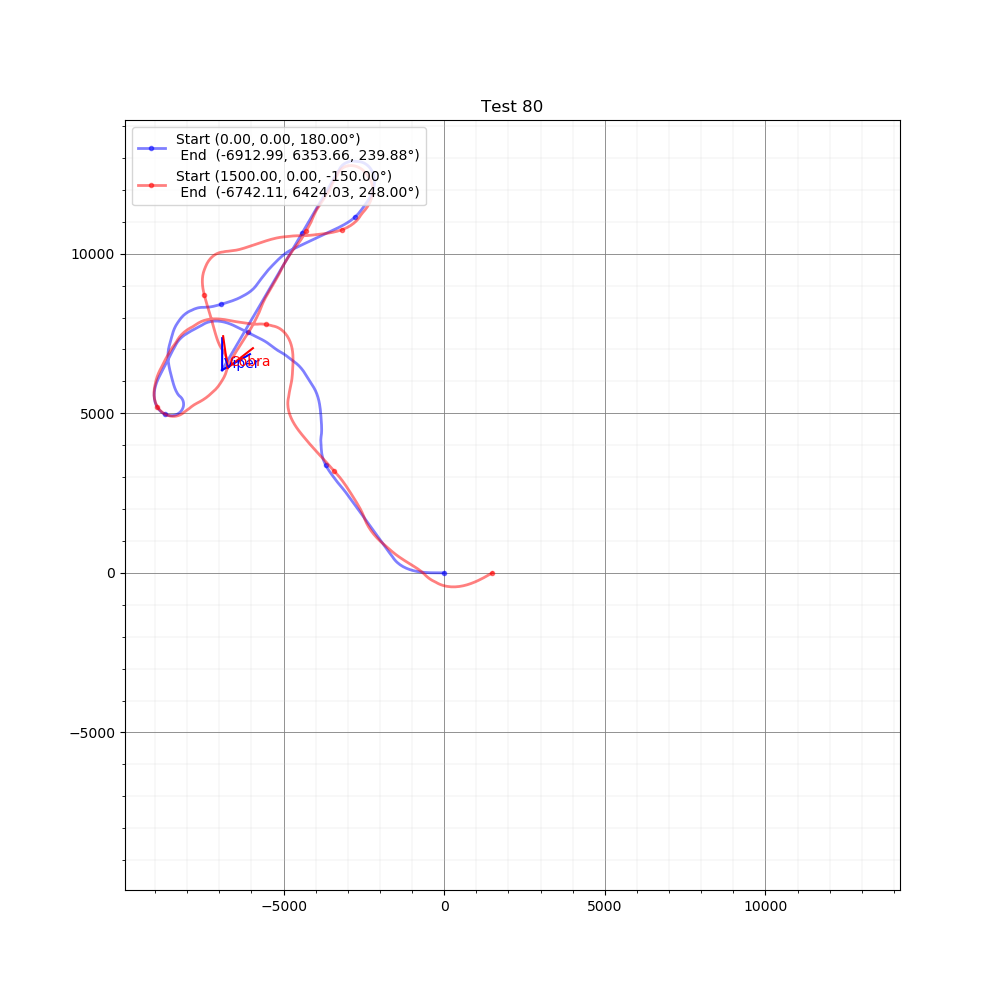 Test 80
Start (0.00, 0.00, 180.00°)
End (-6912.99, 6353.66, 239.88°)
Start (1500.00, 0.00, -150.00°)
End (-6742.11, 6424.03, 248.00°)
10000
5000
0
−5000
Viper
Cobra
−5000
0
5000
10000